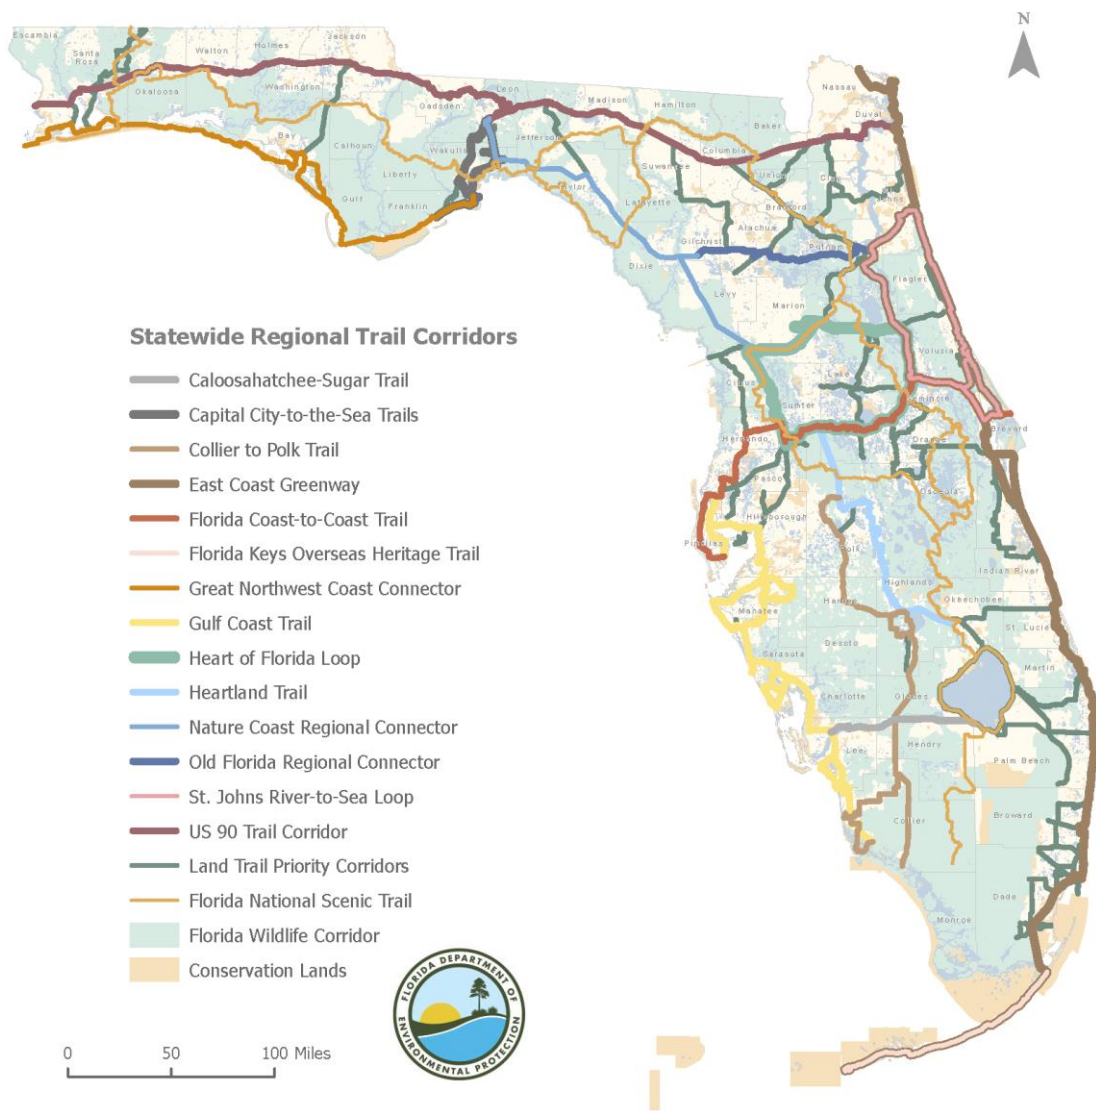 N
Escambia
Santa
Rosa
Okaloosa
Walton
Holmes
Jackson
Washington
Bay
Calhoun
Gulf
Liberty
Franklin
Gadsden
Leon
Wakulla
Jefferson
Madison
Taylor
Hamilton
Suwannee
Lafayette
Dixie
Columbia
Baker
Union
Bradford
Gilchrist
Alachua
Levy
Nassau
Duval
Clay
Johns
Putnam
Flagler
Marion
Volusia
Citrus
Sumter
Lake
Hernando
Pasco
Orange
Brevard
Osceola
Pinellas
Hillsborough
Polk
Indian River
Manatee
Hardee
Highlands
Okeechobee
St. Lucie
Sarasota
Desoto
Martin
Charlotte
Glades
Lee
Hendry
Palm Beach
Collier
Broward
Monroe
Dade
Statewide Regional Trail Corridors
Caloosahatchee-Sugar Trail
Capital City-to-the-Sea Trails
Collier to Polk Trail
East Coast Greenway
Florida Coast-to-Coast Trail
Florida Keys Overseas Heritage Trail
Great Northwest Coast Connector
Gulf Coast Trail
Heart of Florida Loop
Heartland Trail
Nature Coast Regional Connector
Old Florida Regional Connector
St. Johns River-to-Sea Loop
US 90 Trail Corridor
Land Trail Priority Corridors
Florida National Scenic Trail
Florida Wildlife Corridor
Conservation Lands
FLORIDA DEPARTMENT OF
ENVIRONMENTAL PROTECTION
0 50 100 Miles